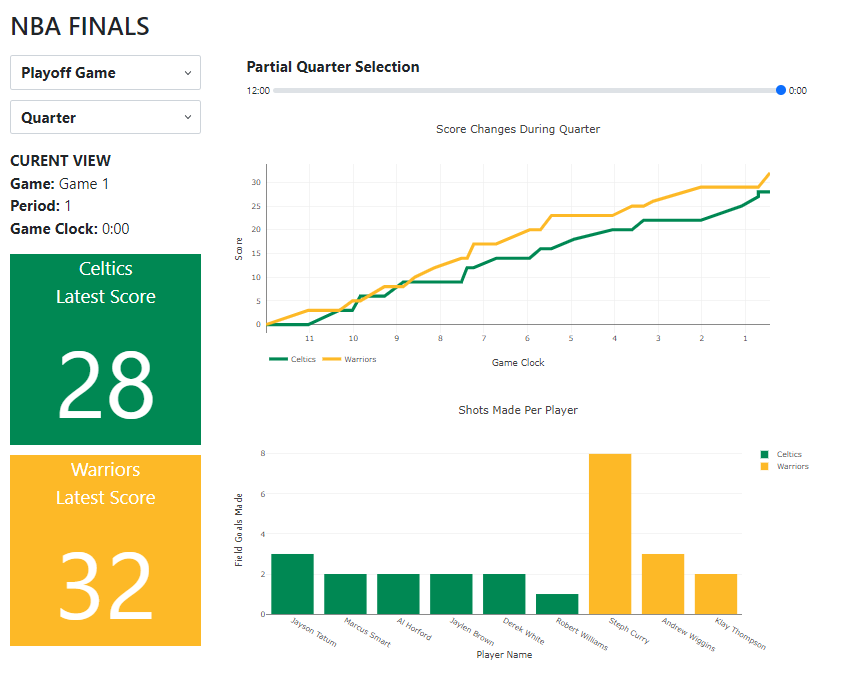 NBA FINALS
Playoff Game
Quarter
CURENT VIEW
Game: Game 1
Period: 1
Game Clock: 0:00
Celtics
Latest Score
28
Warriors
Latest Score
32
Partial Quarter Selection
12:00 0:00
Score Changes During Quarter
Score
30
25
20
15
10
5
0
11 10 9 8 7 6 5 4 3 2 1
Game Clock
Celtics Warriors
Shots Made Per Player
Field Goals Made
8
6
4
2
0
Jayson Tatum
Marcus Smart
Al Horford
Jaylen Brown
Derek White
Robert Williams
Steph Curry
Andrew Wiggins
Klay Thompson
Player Name
Celtics
Warriors